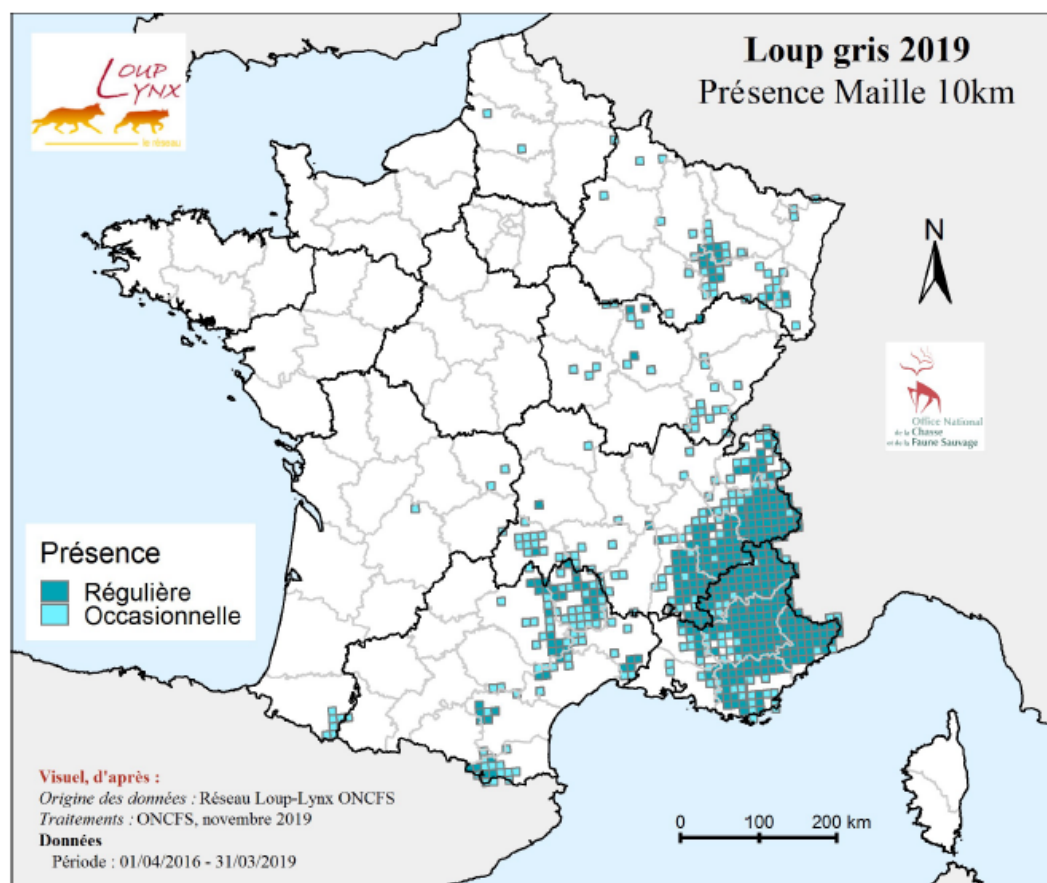 LOUP
LYNX
le réseau
Loup gris 2019
Présence Maille 10km
N
Office National
de la Chasse
et de la Faune Sauvage
Présence
Régulière
Occasionnelle
Visuel, d'après :
Origine des données : Réseau Loup-Lynx ONCFS
Traitements : ONCFS, novembre 2019
Données
Période : 01/04/2016 - 31/03/2019
0 100 200 km